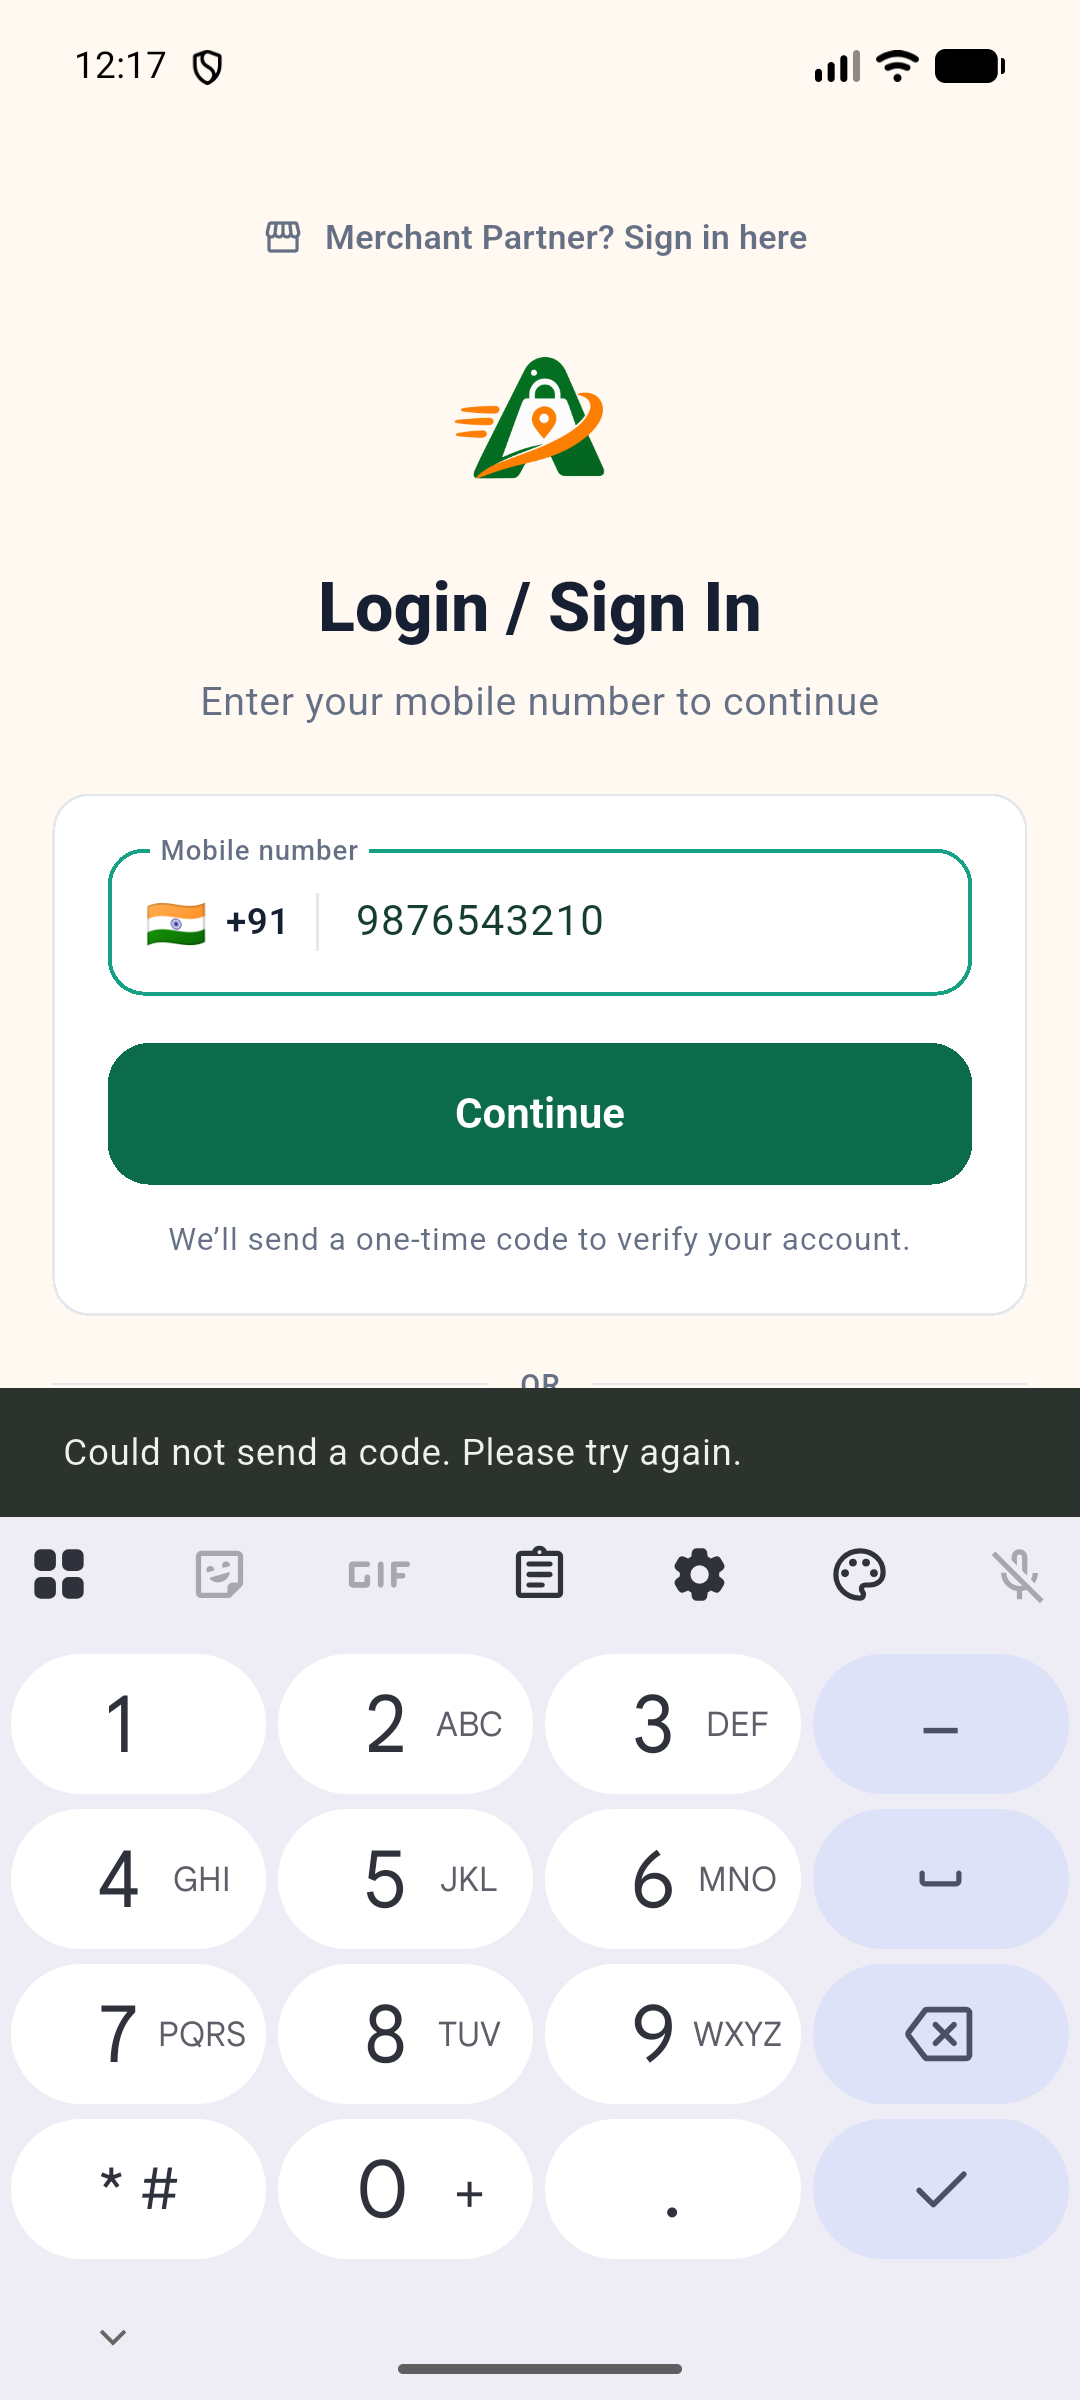 12:17
Merchant Partner? Sign in here
Login / Sign In
Enter your mobile number to continue
Mobile number
+91 9876543210
Continue
We’ll send a one-time code to verify your account.
OR
Could not send a code. Please try again.
GIF
1 2 ABC 3 DEF –
4 GHI 5 JKL 6 MNO
7 PQRS 8 TUV 9 WXYZ
* # 0 + .